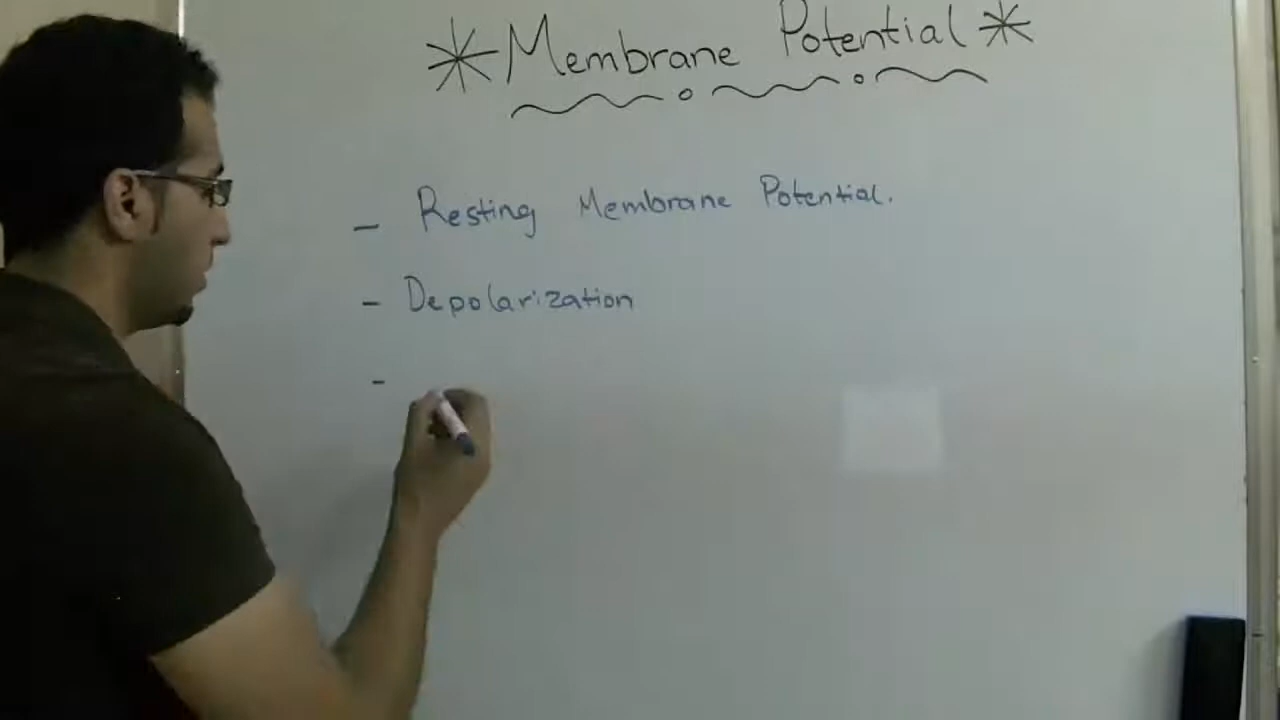 * Membrane Potential *
- Resting Membrane Potential.
- Depolarization
-